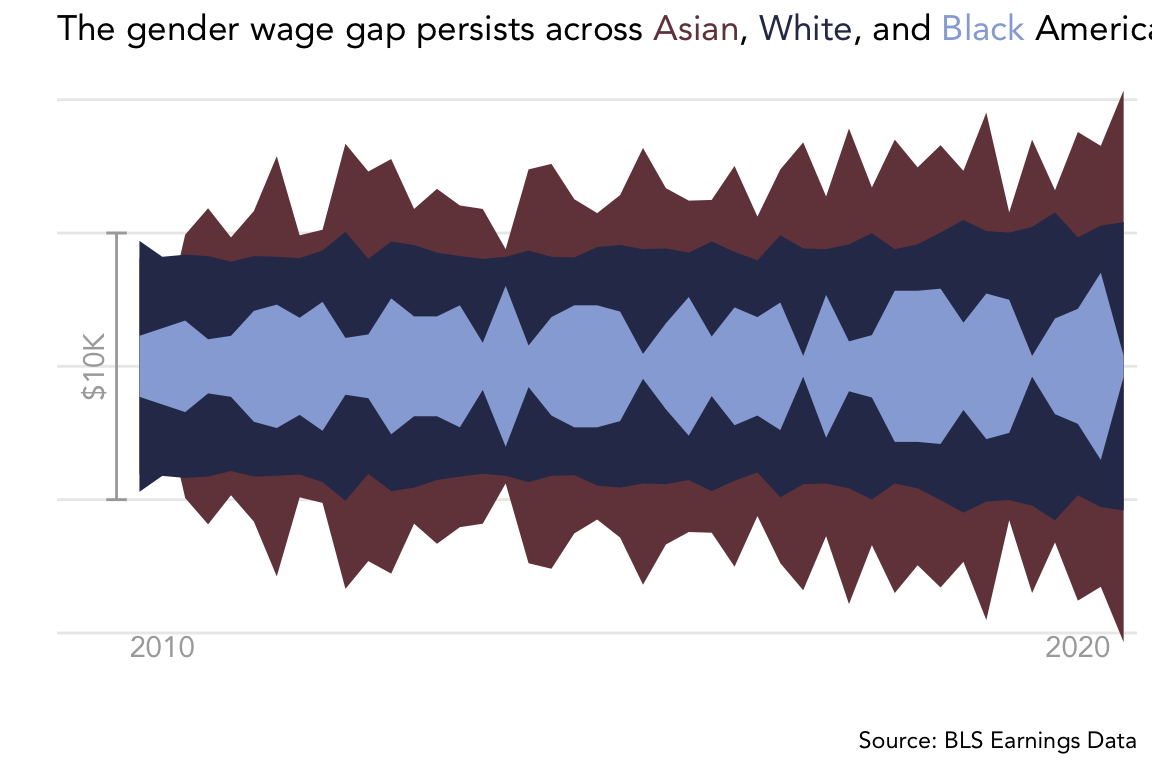 The gender wage gap persists across Asian, White, and Black America
$10K
2010
2020
Source: BLS Earnings Data